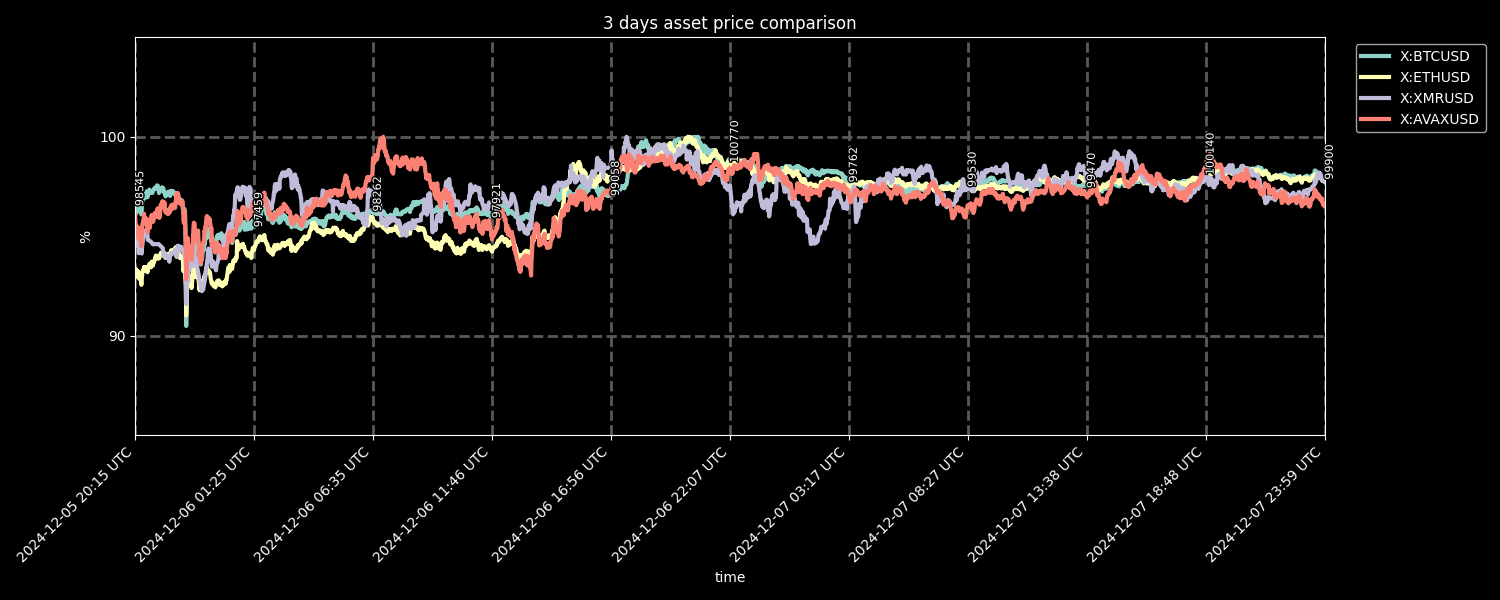 3 days asset price comparison
X:BTCUSD
X:ETHUSD
X:XMRUSD
X:AVAXUSD
100
90
%
98545
97459
98262
97921
99058
100770
99762
99530
99470
100140
99900
2024-12-05 20:15 UTC
2024-12-06 01:25 UTC
2024-12-06 06:35 UTC
2024-12-06 11:46 UTC
2024-12-06 16:56 UTC
2024-12-06 22:07 UTC
2024-12-07 03:17 UTC
2024-12-07 08:27 UTC
2024-12-07 13:38 UTC
2024-12-07 18:48 UTC
2024-12-07 23:59 UTC
time